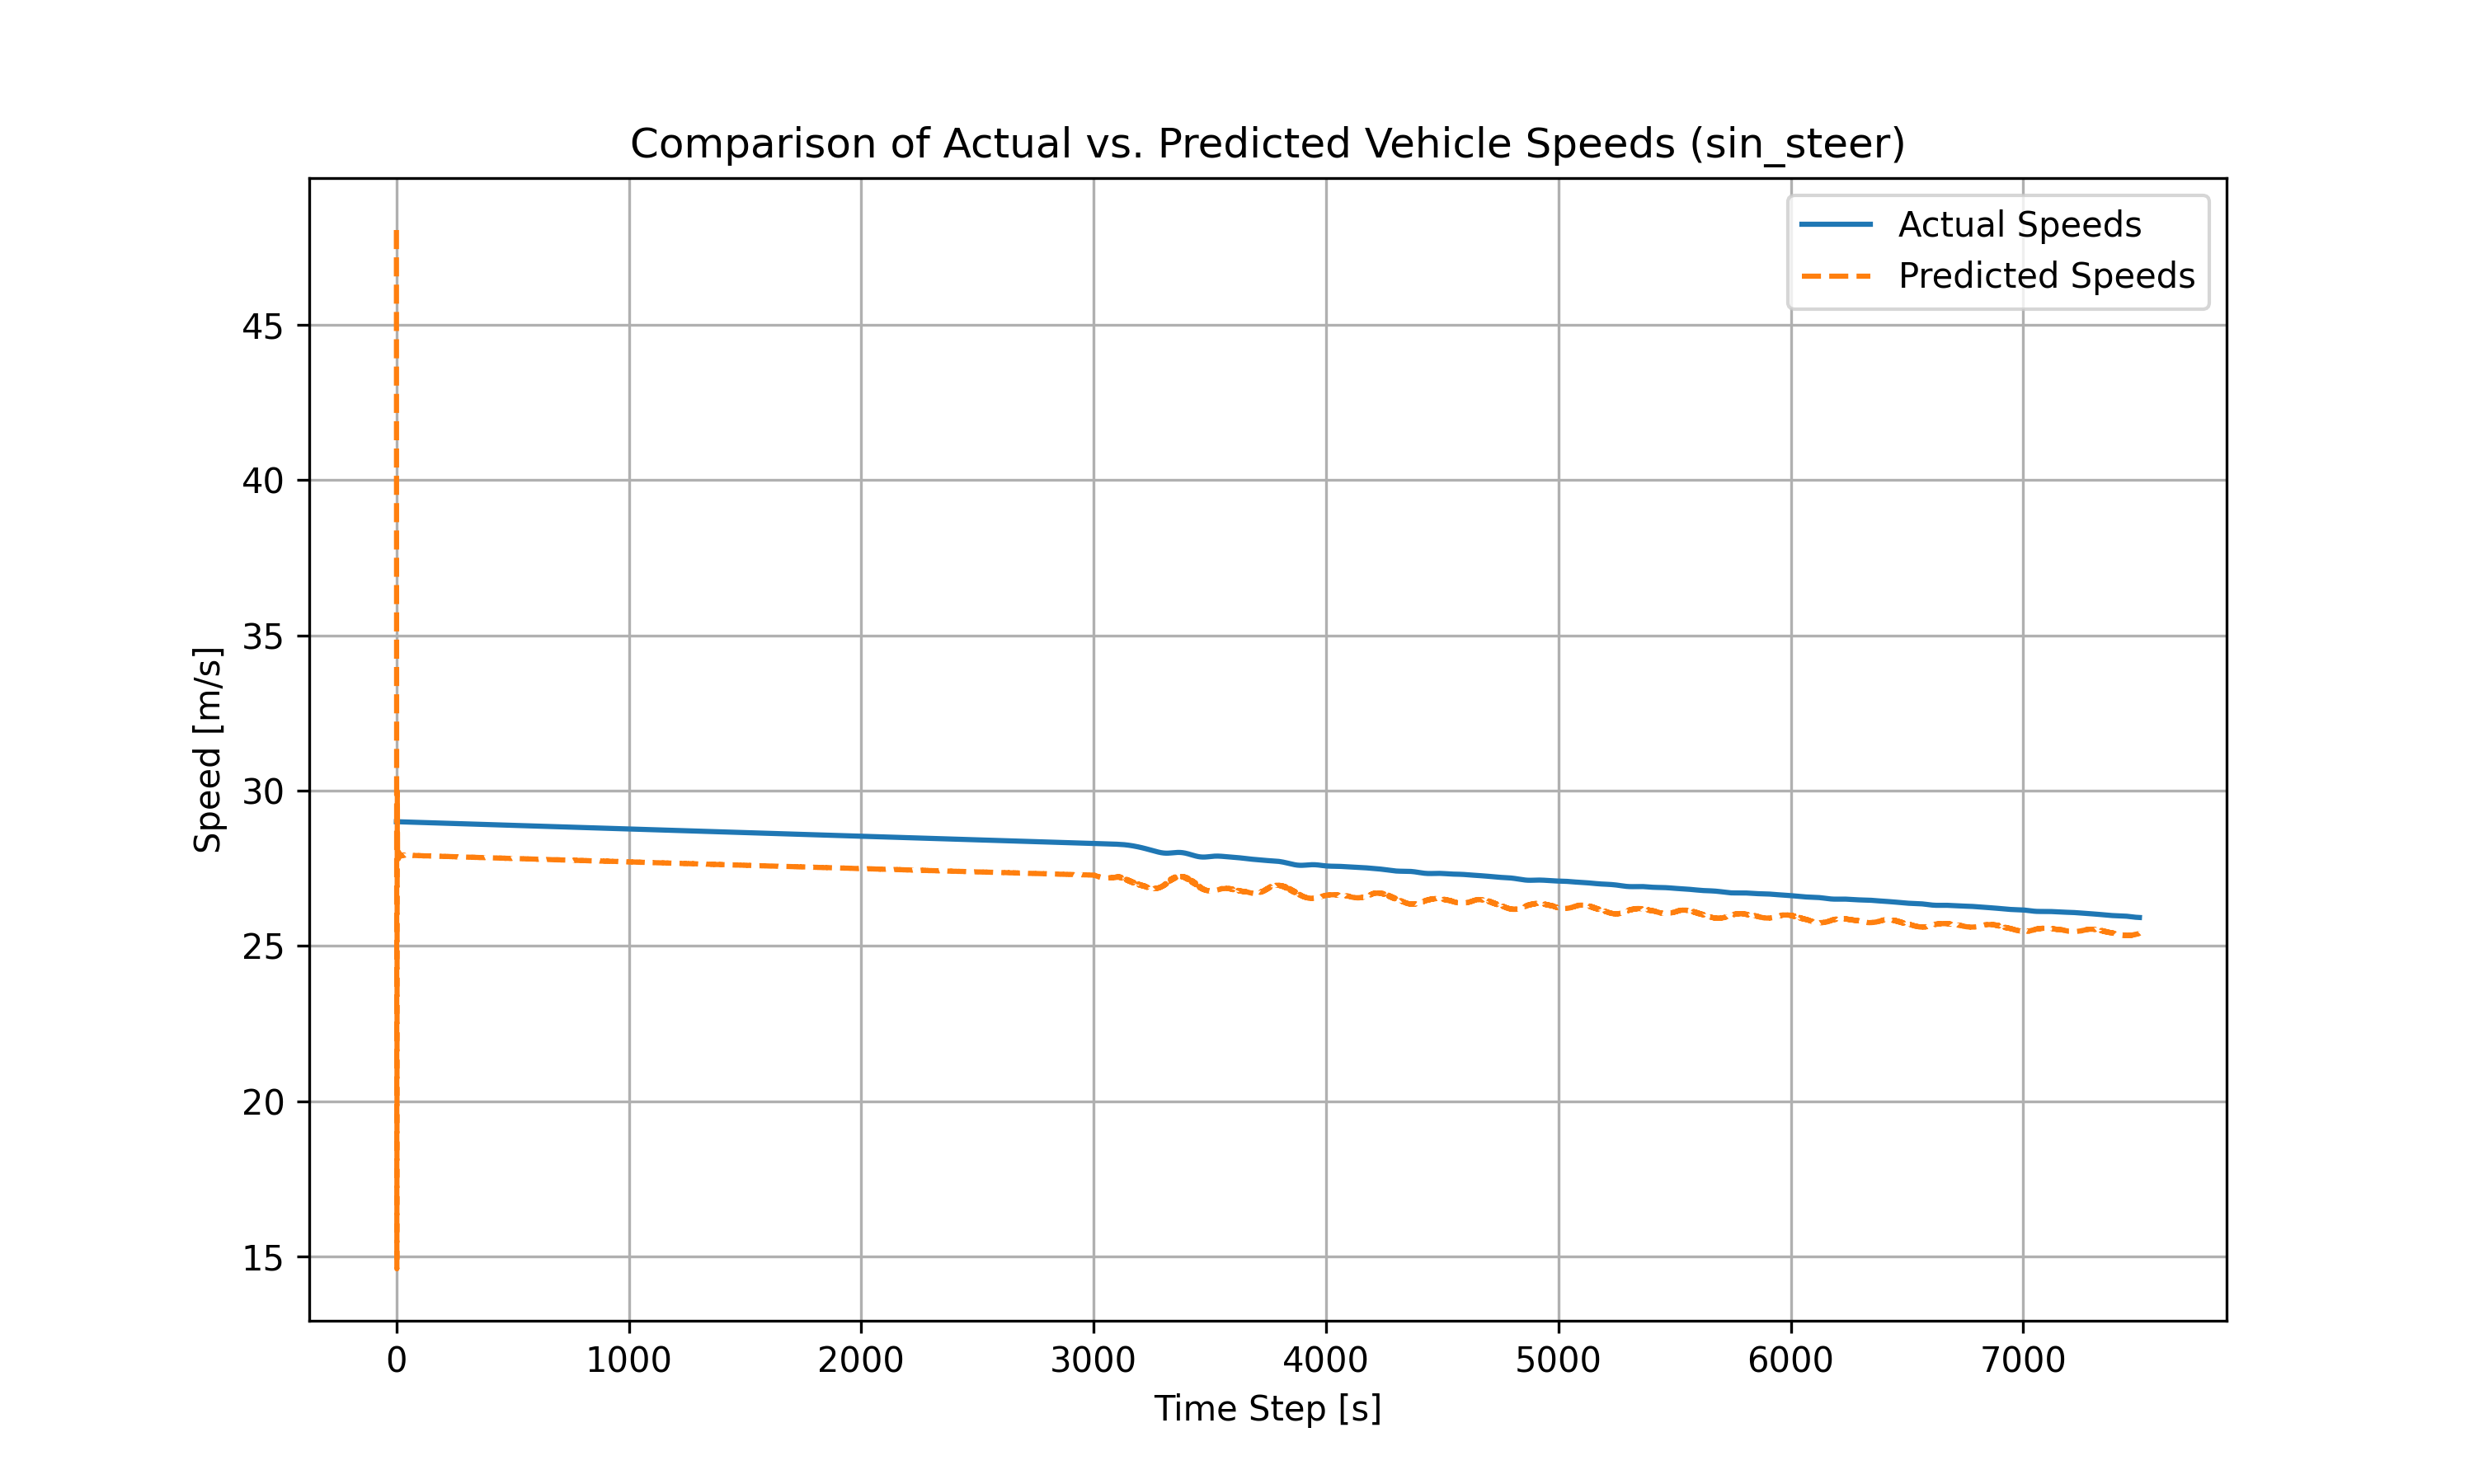 Comparison of Actual vs. Predicted Vehicle Speeds (sin_steer)
Actual Speeds
Predicted Speeds
45
40
35
30
25
20
15
Speed [m/s]
0 1000 2000 3000 4000 5000 6000 7000
Time Step [s]